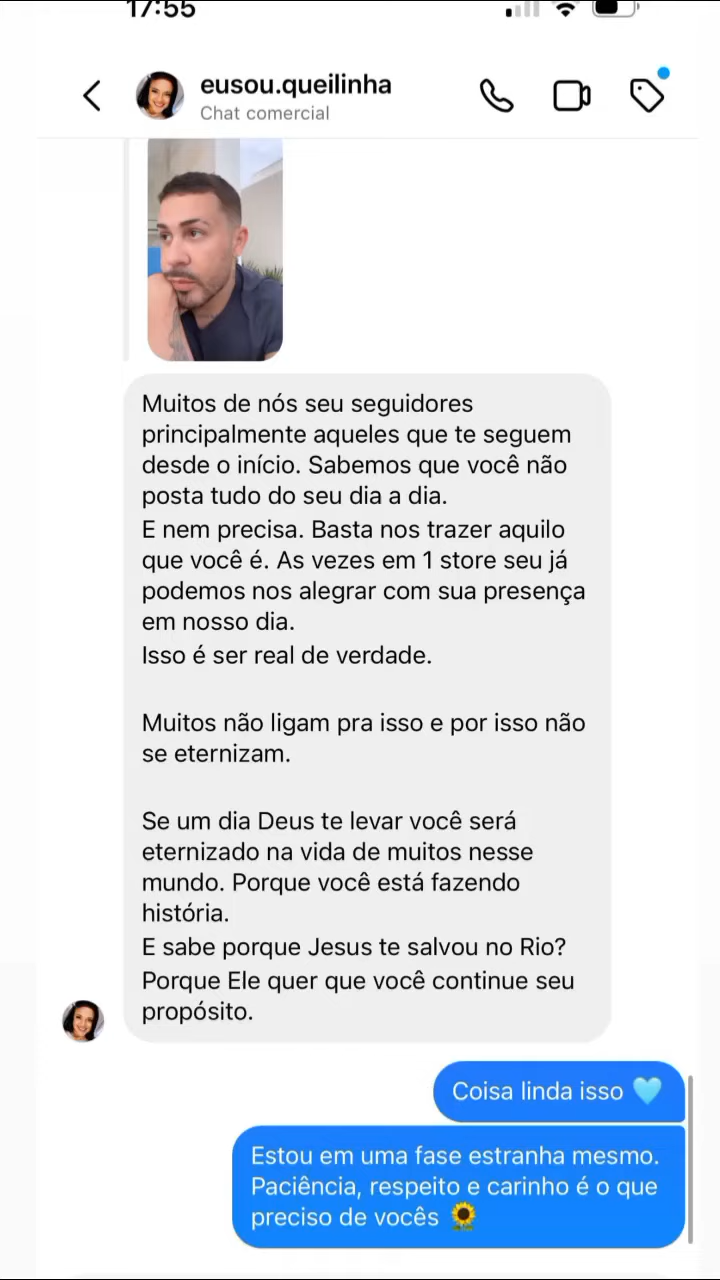 17:55
eusou.queilinha
Chat comercial
Muitos de nós seu seguidores
principalmente aqueles que te seguem
desde o início. Sabemos que você não
posta tudo do seu dia a dia.
E nem precisa. Basta nos trazer aquilo
que você é. As vezes em 1 store seu já
podemos nos alegrar com sua presença
em nosso dia.
Isso é ser real de verdade.
Muitos não ligam pra isso e por isso não
se eternizam.
Se um dia Deus te levar você será
eternizado na vida de muitos nesse
mundo. Porque você está fazendo
história.
E sabe porque Jesus te salvou no Rio?
Porque Ele quer que você continue seu
propósito.
Coisa linda isso 🩵
Estou em uma fase estranha mesmo.
Paciência, respeito e carinho é o que
preciso de vocês 🌻